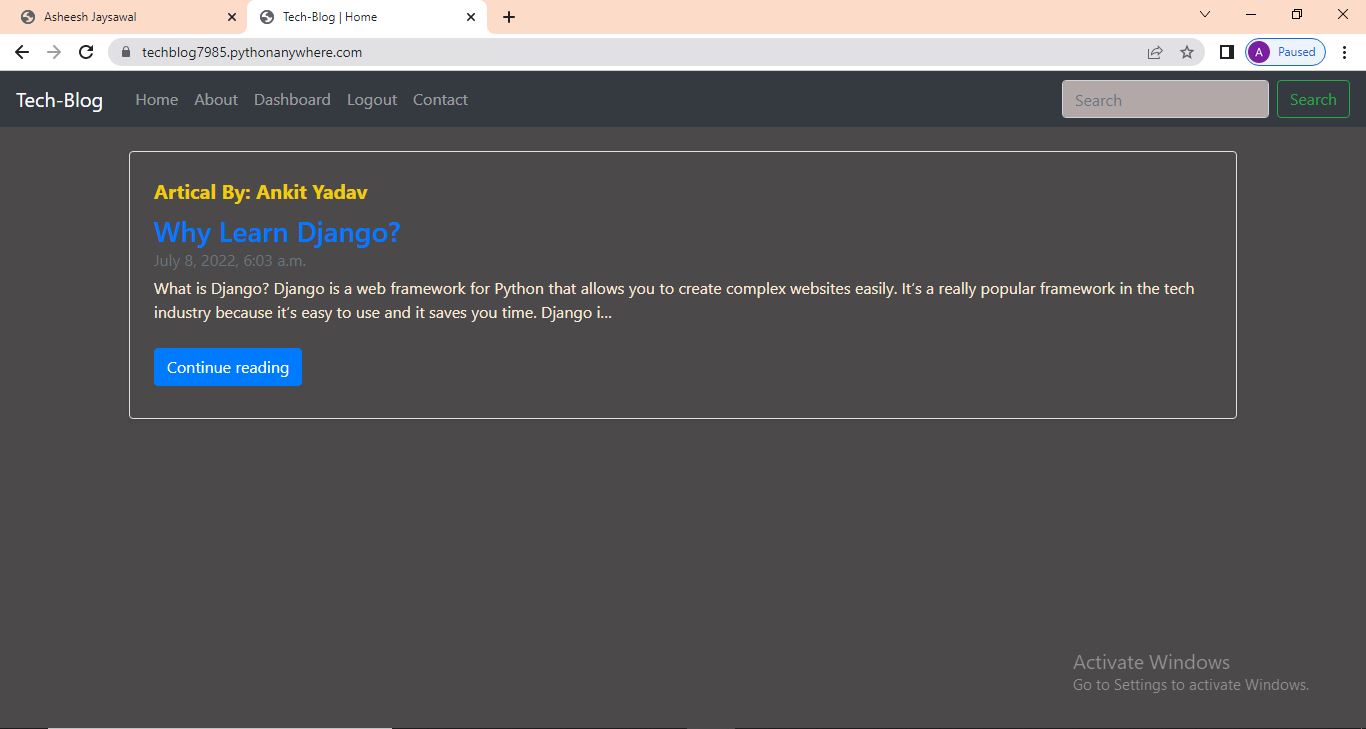 Asheesh Jaysawal
Tech-Blog | Home
techblog7985.pythonanywhere.com
A Paused
Tech-Blog Home About Dashboard Logout Contact Search Search
Artical By: Ankit Yadav
Why Learn Django?
July 8, 2022, 6:03 a.m.
What is Django? Django is a web framework for Python that allows you to create complex websites easily. It's a really popular framework in the tech
industry because it's easy to use and it saves you time. Django i...
Continue reading
Activate Windows
Go to Settings to activate Windows.